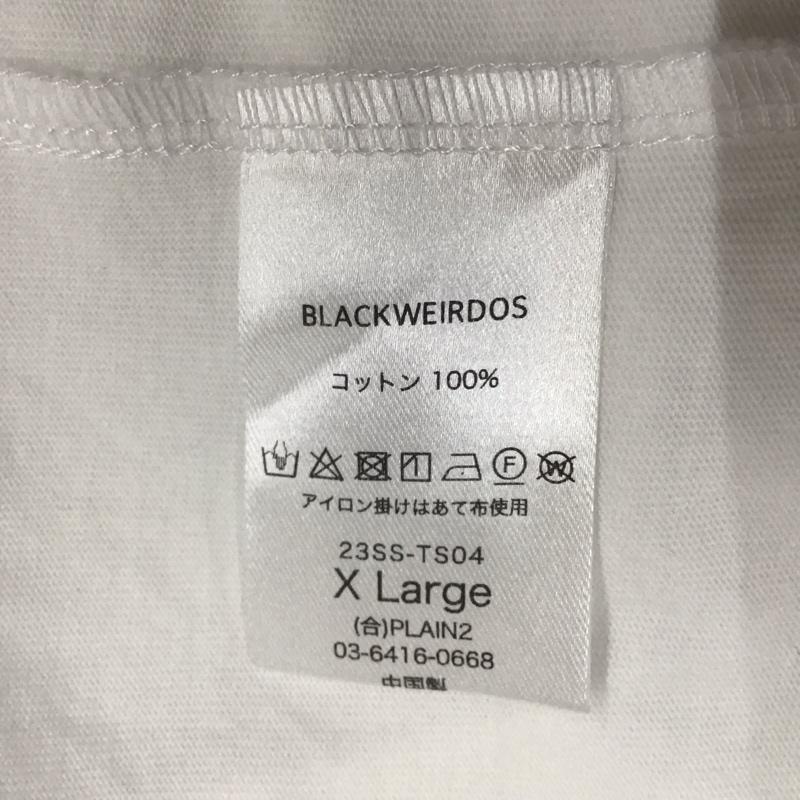 BLACKWEIRDOS
コットン 100%
F W
アイロン掛けはあて布使用
23SS-TS04
X Large
(合)PLAIN2
03-6416-0668
中国製